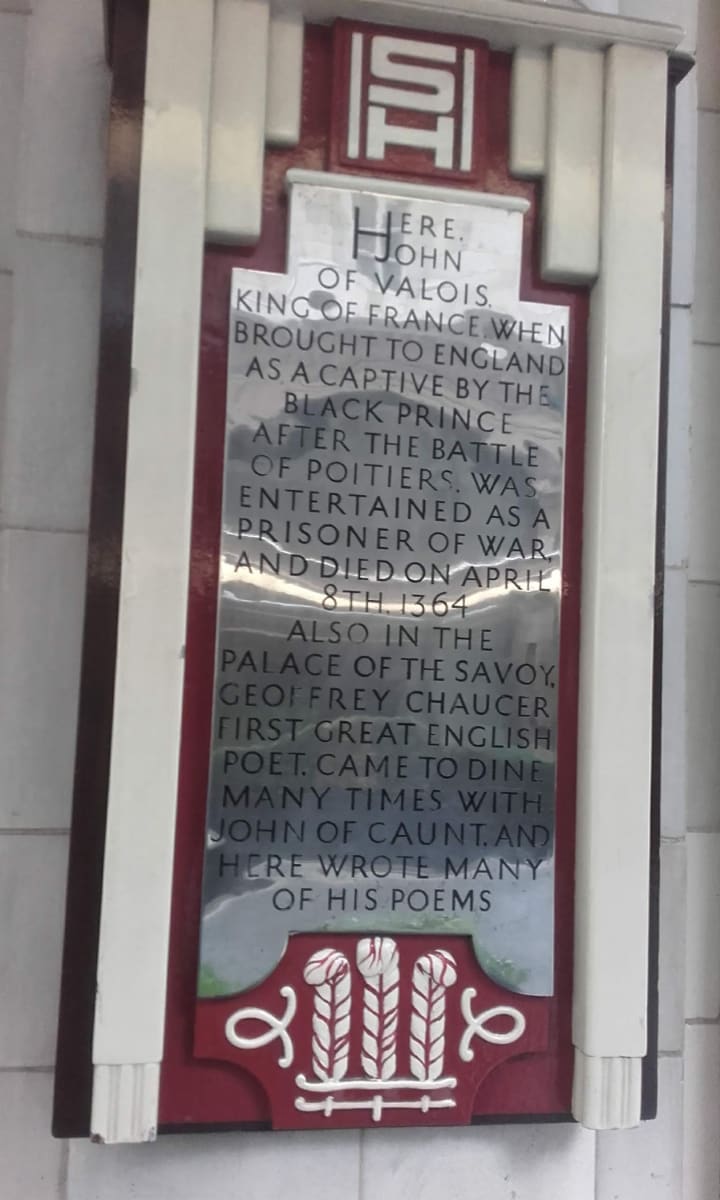 SH
HERE,
JOHN
OF VALOIS,
KING OF FRANCE, WHEN
BROUGHT TO ENGLAND
AS A CAPTIVE BY THE
BLACK PRINCE
AFTER THE BATTLE
OF POITIERS, WAS
ENTERTAINED AS A
PRISONER OF WAR,
AND DIED ON APRIL
8TH, 1364
ALSO IN THE
PALACE OF THE SAVOY,
GEOFFREY CHAUCER
FIRST GREAT ENGLISH
POET, CAME TO DINE
MANY TIMES WITH
JOHN OF GAUNT, AND
HERE WROTE MANY
OF HIS POEMS